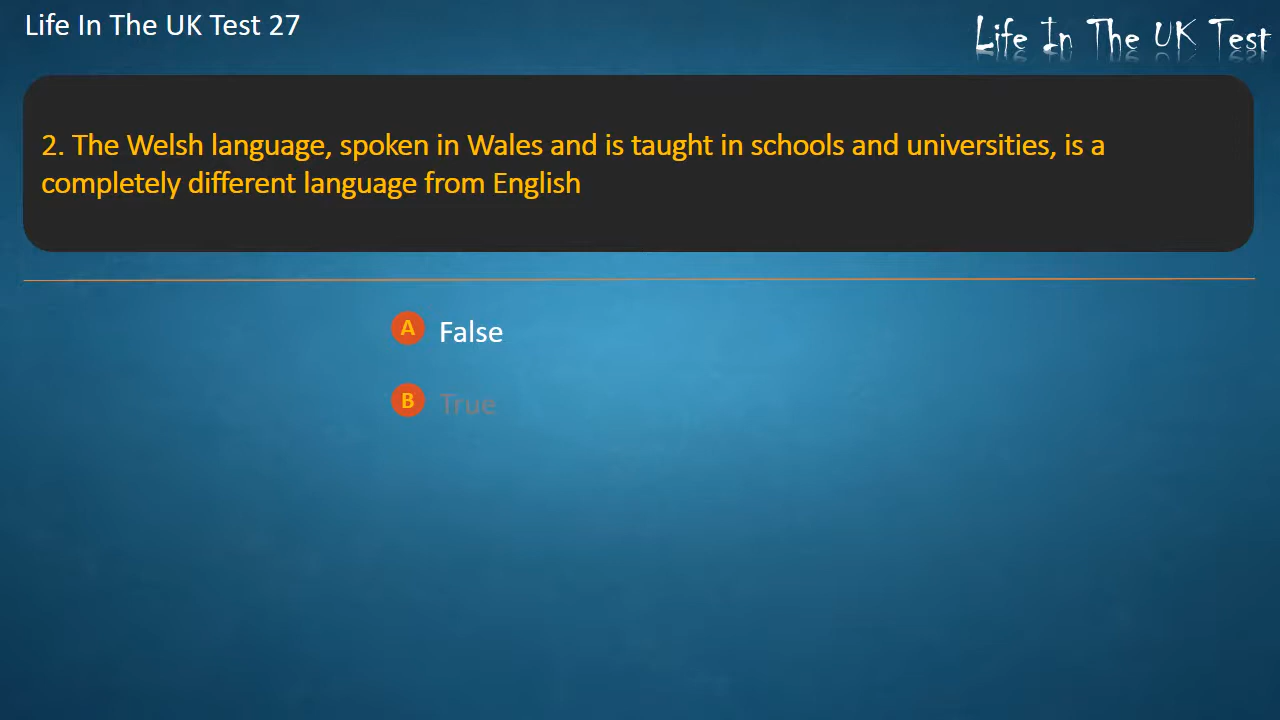 Life In The UK Test 27
Life In The UK Test
2. The Welsh language, spoken in Wales and is taught in schools and universities, is a
completely different language from English
A False
B True